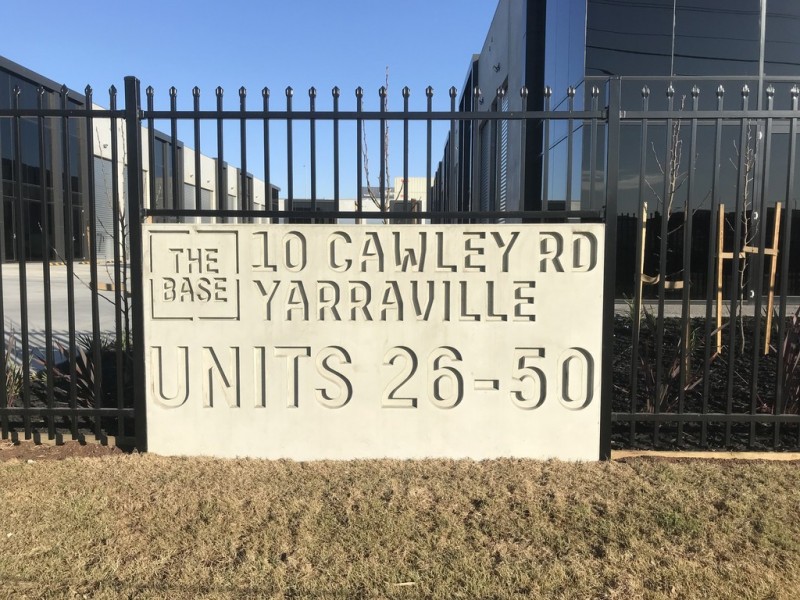 THE
BASE
10 CAWLEY RD
YARRAVILLE
UNITS 26-50